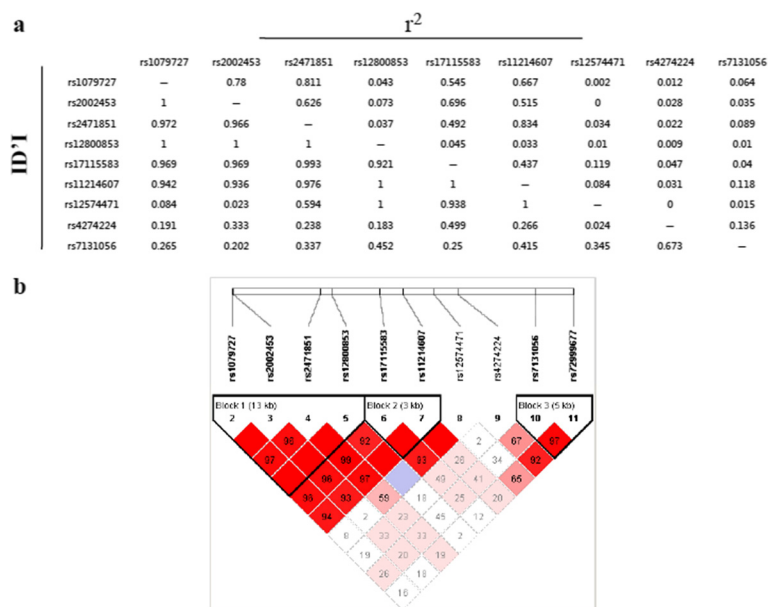 a
r2
rs1079727 rs2002453 rs2471851 rs12800853 rs17115583 rs11214607 rs12574471 rs4274224 rs7131056
ID'I
rs1079727 — 0.78 0.811 0.043 0.545 0.667 0.002 0.012 0.064
rs2002453 1 — 0.626 0.073 0.696 0.515 0 0.028 0.035
rs2471851 0.972 0.966 — 0.037 0.492 0.834 0.034 0.022 0.089
rs12800853 1 1 1 — 0.045 0.033 0.01 0.009 0.01
rs17115583 0.969 0.969 0.993 0.921 — 0.437 0.119 0.047 0.04
rs11214607 0.942 0.936 0.976 1 1 — 0.084 0.031 0.118
rs12574471 0.084 0.023 0.594 1 0.938 1 — 0 0.015
rs4274224 0.191 0.333 0.238 0.183 0.499 0.266 0.024 — 0.136
rs7131056 0.265 0.202 0.337 0.452 0.25 0.415 0.345 0.673 —
b
rs1079727 rs2002453 rs2471851 rs12800853 rs17115583 rs11214607 rs12574471 rs4274224 rs7131056 rs72999677
Block 1 (13 kb) Block 2 (3 kb) Block 3 (5 kb)
2 3 4 5 6 7 8 9 10 11
98 92 2 67 97
97 99 93 26 34 92
96 97 49 41 65
95 93 59 18 25 20
94 2 23 45 12
8 33 33 2
19 20 19
26 18
16